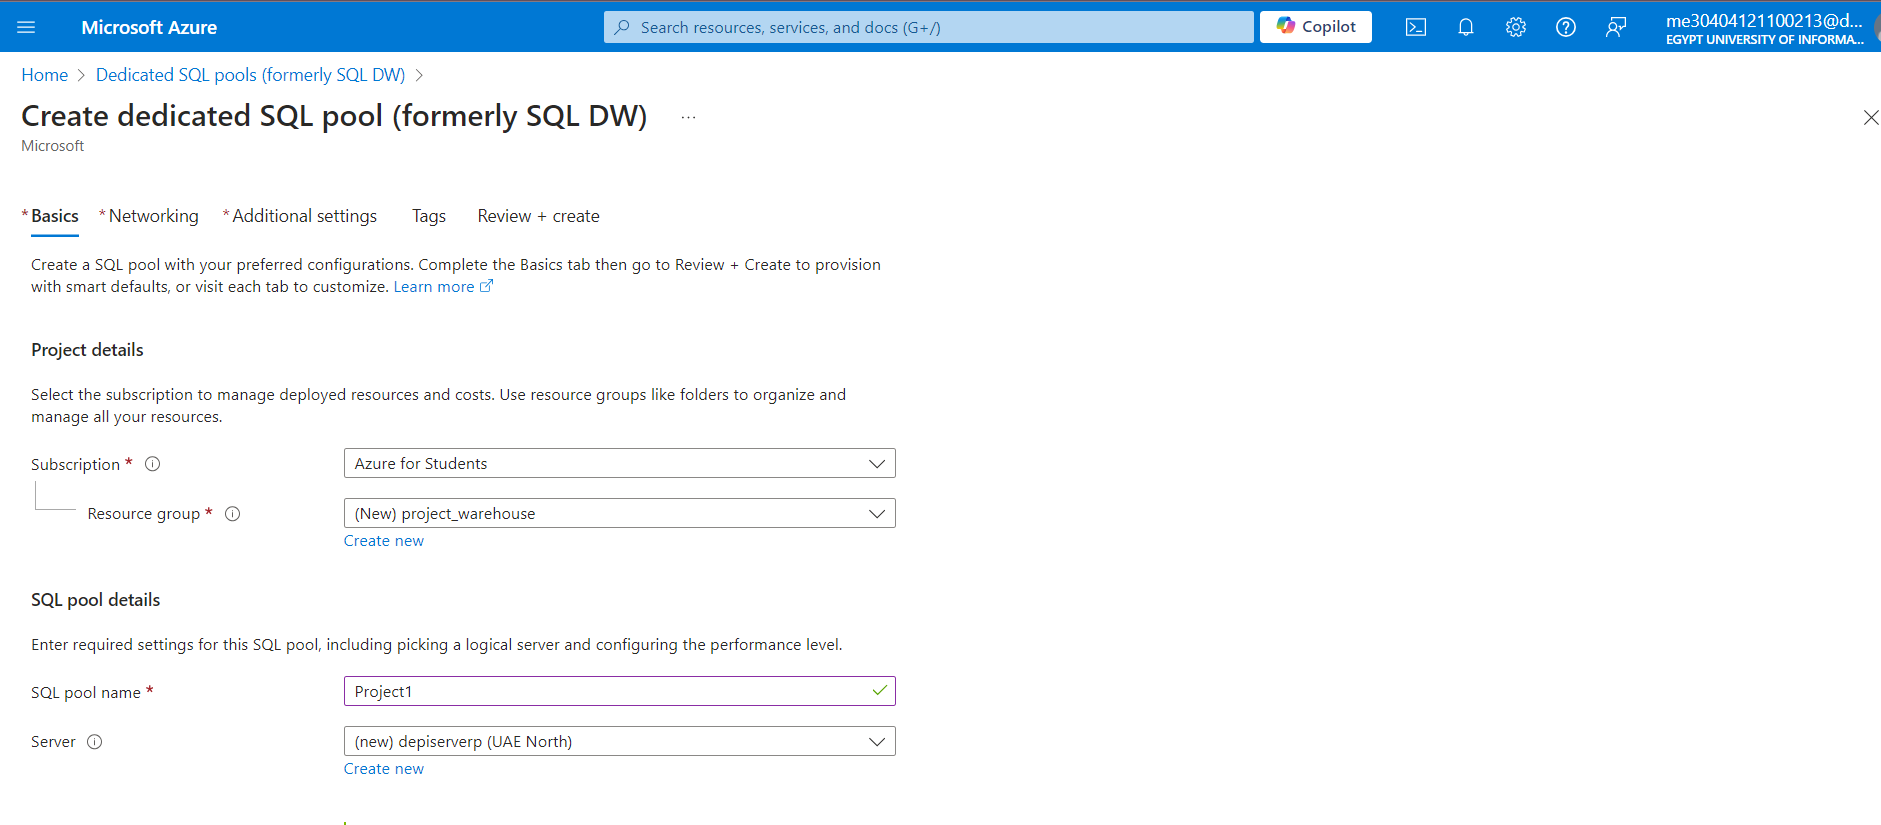 Microsoft Azure
Search resources, services, and docs (G+/)
Copilot
me30404121100213@d...
EGYPT UNIVERSITY OF INFORMA...
Home > Dedicated SQL pools (formerly SQL DW) >
Create dedicated SQL pool (formerly SQL DW) ...
Microsoft
* Basics * Networking * Additional settings Tags Review + create
Create a SQL pool with your preferred configurations. Complete the Basics tab then go to Review + Create to provision
with smart defaults, or visit each tab to customize. Learn more
Project details
Select the subscription to manage deployed resources and costs. Use resource groups like folders to organize and
manage all your resources.
Subscription * Azure for Students
Resource group * (New) project_warehouse
Create new
SQL pool details
Enter required settings for this SQL pool, including picking a logical server and configuring the performance level.
SQL pool name * Project1
Server (new) depiserverp (UAE North)
Create new